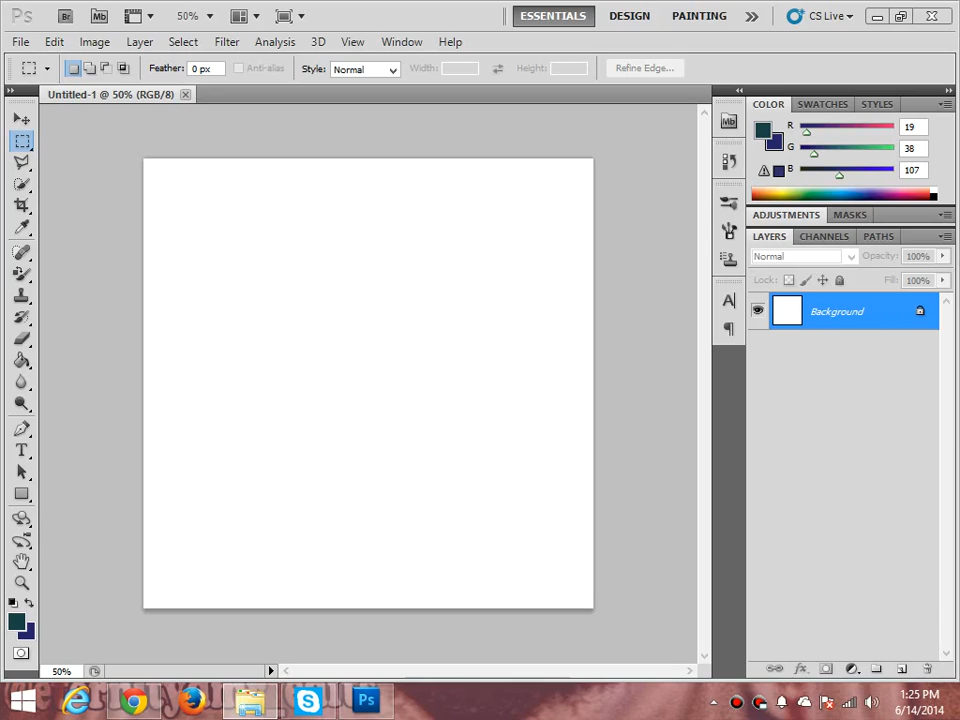 Ps Br Mb 50% ESSENTIALS DESIGN PAINTING CS Live
File Edit Image Layer Select Filter Analysis 3D View Window Help
Feather: 0 px Anti-alias Style: Normal Width: Height: Refine Edge...
Untitled-1 @ 50% (RGB/8)
COLOR SWATCHES STYLES
Mb
R 19
G 38
B 107
ADJUSTMENTS MASKS
LAYERS CHANNELS PATHS
Normal Opacity: 100%
Lock: Fill: 100%
A
Background
T
50%
Ps
1:25 PM
6/14/2014